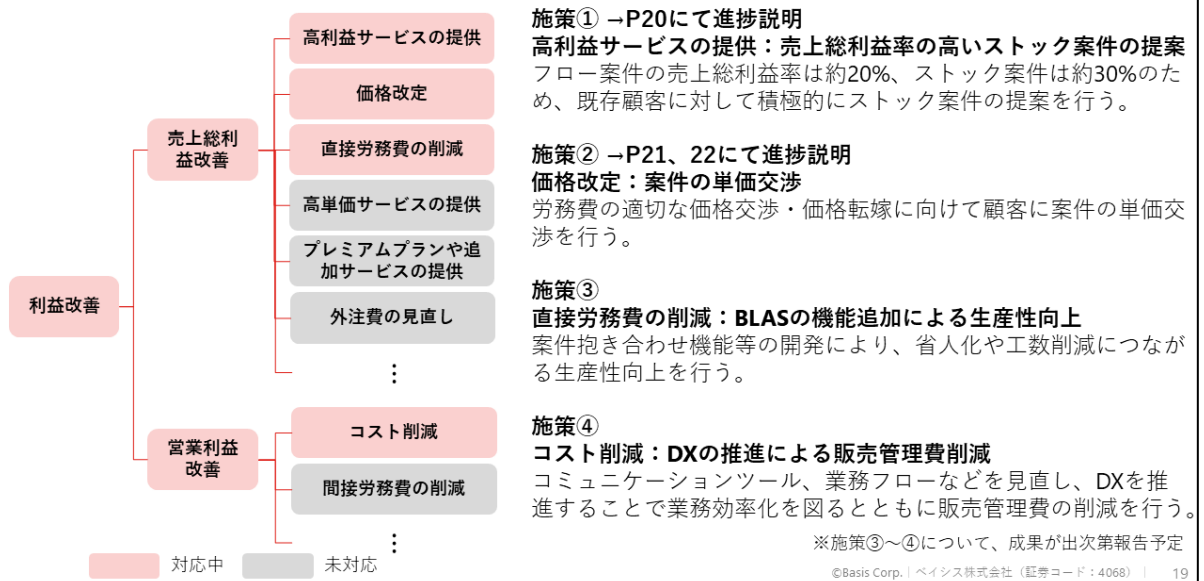 利益改善
売上総利
益改善
高利益サービスの提供
価格改定
直接労務費の削減
高単価サービスの提供
プレミアムプランや追
加サービスの提供
外注費の見直し
⋮
営業利益
改善
コスト削減
間接労務費の削減
⋮
対応中
未対応
施策① →P20にて進捗説明
高利益サービスの提供：売上総利益率の高いストック案件の提案
フロー案件の売上総利益率は約20%、ストック案件は約30%のた
め、既存顧客に対して積極的にストック案件の提案を行う。
施策② →P21、22にて進捗説明
価格改定：案件の単価交渉
労務費の適切な価格交渉・価格転嫁に向けて顧客に案件の単価交
渉を行う。
施策③
直接労務費の削減：BLASの機能追加による生産性向上
案件抱き合わせ機能等の開発により、省人化や工数削減につなが
る生産性向上を行う。
施策④
コスト削減：DXの推進による販売管理費削減
コミュニケーションツール、業務フローなどを見直し、DXを推
進することで業務効率化を図るとともに販売管理費の削減を行う。
※施策③～④について、成果が出次第報告予定
©Basis Corp.｜ベイシス株式会社（証券コード：4068）｜ 19